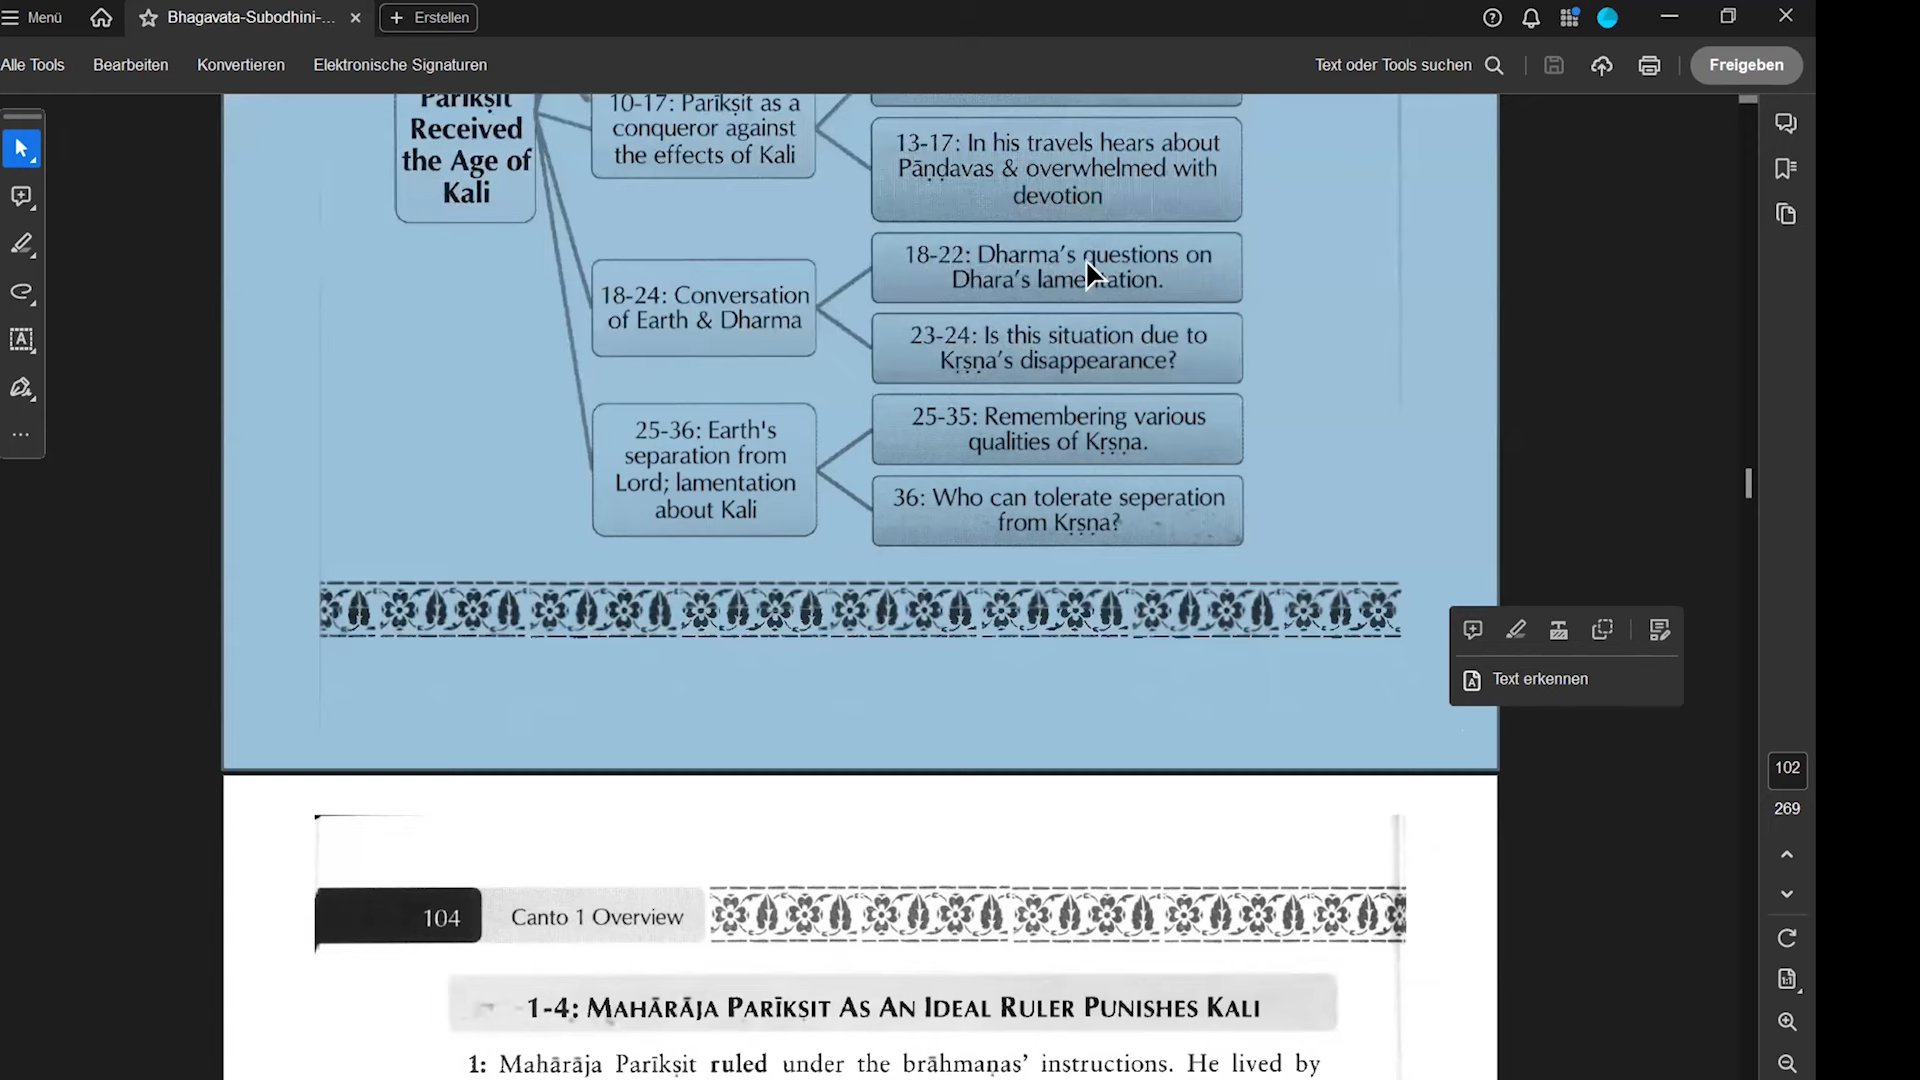 Menü
Bhagavata-Subodhini-...
Erstellen
Alle Tools
Bearbeiten
Konvertieren
Elektronische Signaturen
Text oder Tools suchen
Freigeben
Parīkṣit
Received
the Age of
Kali
10-17: Parīkṣit as a
conqueror against
the effects of Kali
13-17: In his travels hears about
Pāṇḍavas & overwhelmed with
devotion
18-24: Conversation
of Earth & Dharma
18-22: Dharma's questions on
Dhara's lamentation.
23-24: Is this situation due to
Kṛṣṇa's disappearance?
25-36: Earth's
separation from
Lord; lamentation
about Kali
25-35: Remembering various
qualities of Kṛṣṇa.
36: Who can tolerate seperation
from Kṛṣṇa?
Text erkennen
102
269
104
Canto 1 Overview
1-4: MAHĀRĀJA PARĪKṢIT AS AN IDEAL RULER PUNISHES KALI
1: Mahārāja Parīkṣit ruled under the brāhmaṇas' instructions. He lived by